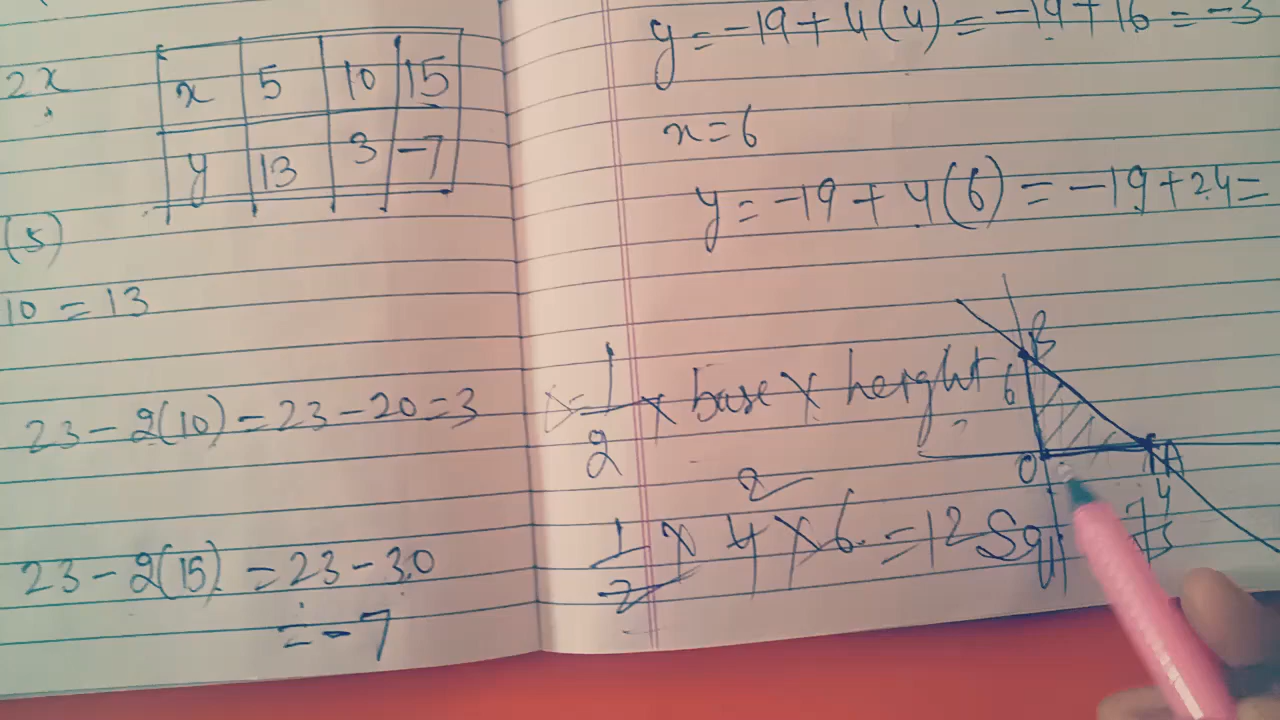 2x
x 5 10 15
y 13 3 -7
(5)
10 = 13
23 - 2(10) = 23 - 20 = 3
23 - 2(15) = 23 - 30
= -7
y = -19 + 4(4) = -19 + 16 = -3
x = 6
y = -19 + 4(6) = -19 + 24 =
1/2 × base × height
B
6
O
A
4
2
1/2 × 4 × 6 = 12 Sq